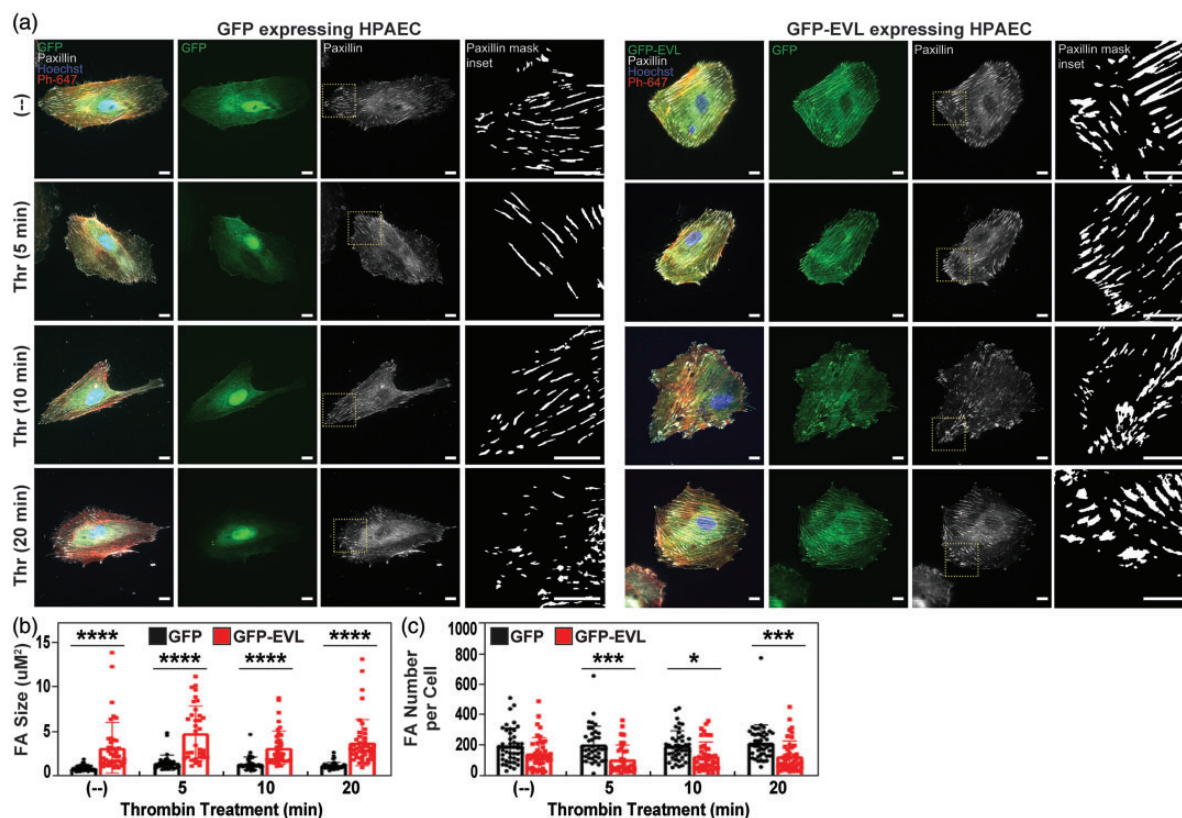 (a)
GFP expressing HPAEC
GFP-EVL expressing HPAEC
GFP
Paxillin
Hoechst
Ph-647
GFP
Paxillin
Paxillin mask
inset
GFP-EVL
Paxillin
Hoechst
Ph-647
GFP
Paxillin
Paxillin mask
inset
(--)
Thr (5 min)
Thr (10 min)
Thr (20 min)
(b)
GFP
GFP-EVL
****
****
****
****
FA Size (uM²)
15
10
5
0
(--)
5
10
20
Thrombin Treatment (min)
(c)
GFP
GFP-EVL
***
*
***
FA Number
per Cell
1000
800
600
400
200
0
(--)
5
10
20
Thrombin Treatment (min)